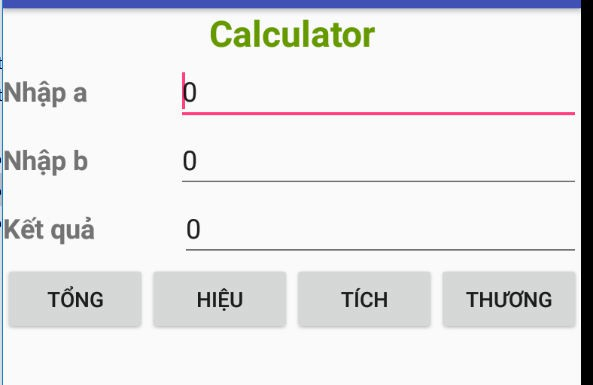 Calculator
Nhập a 0
Nhập b 0
Kết quả 0
TỔNG HIỆU TÍCH THƯƠNG